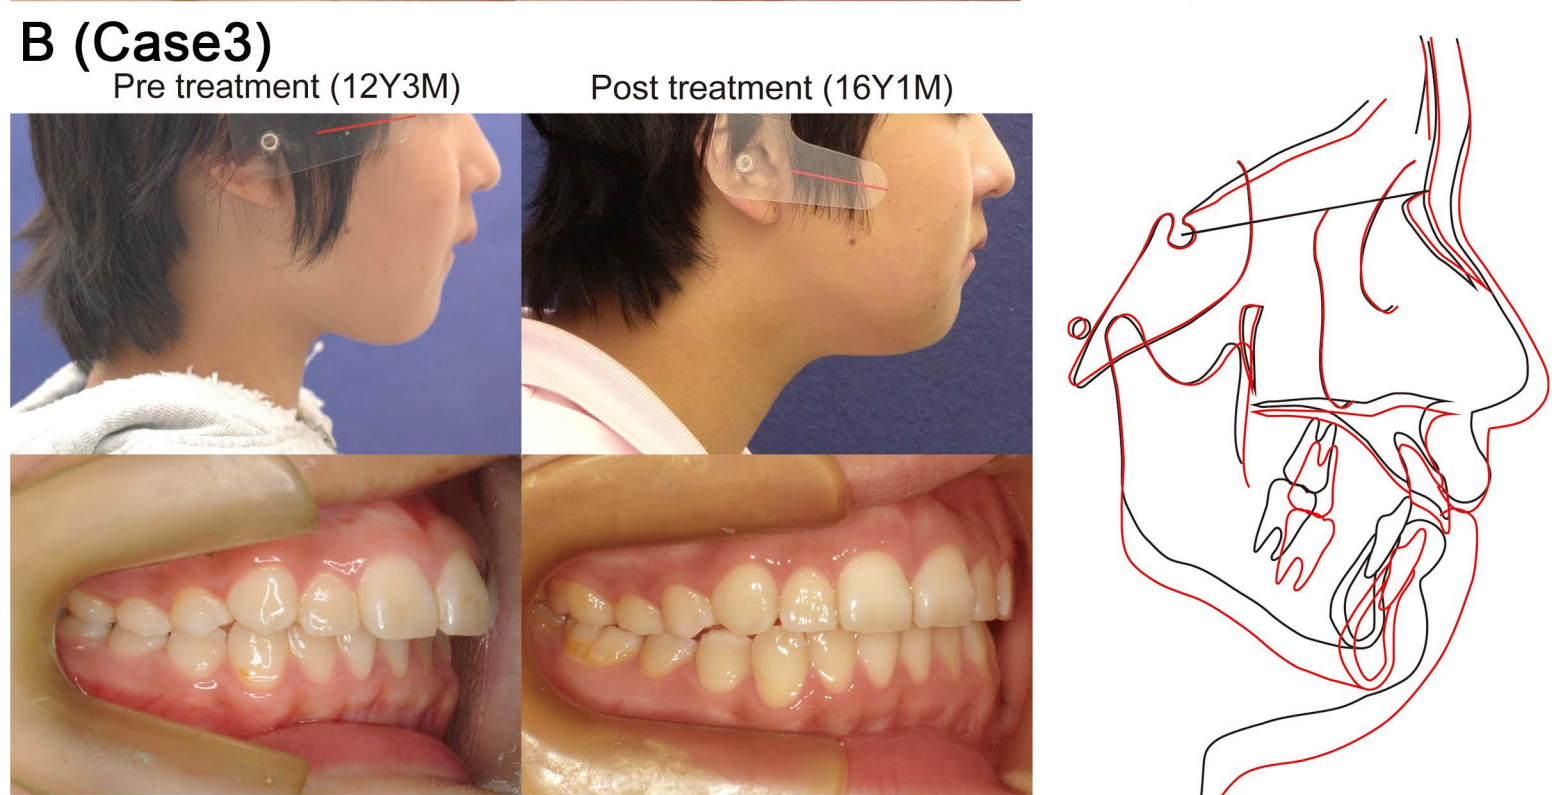 B (Case3)
Pre treatment (12Y3M)
Post treatment (16Y1M)